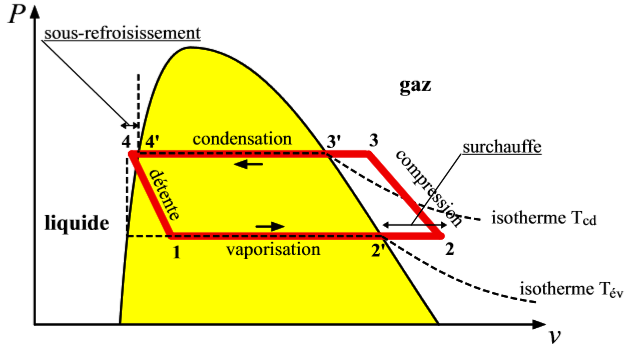 P
sous-refroisissement
gaz
4 4' condensation 3' 3
surchauffe
compression
détente
isotherme Tcd
liquide
1 vaporisation 2' 2
isotherme Tév
v